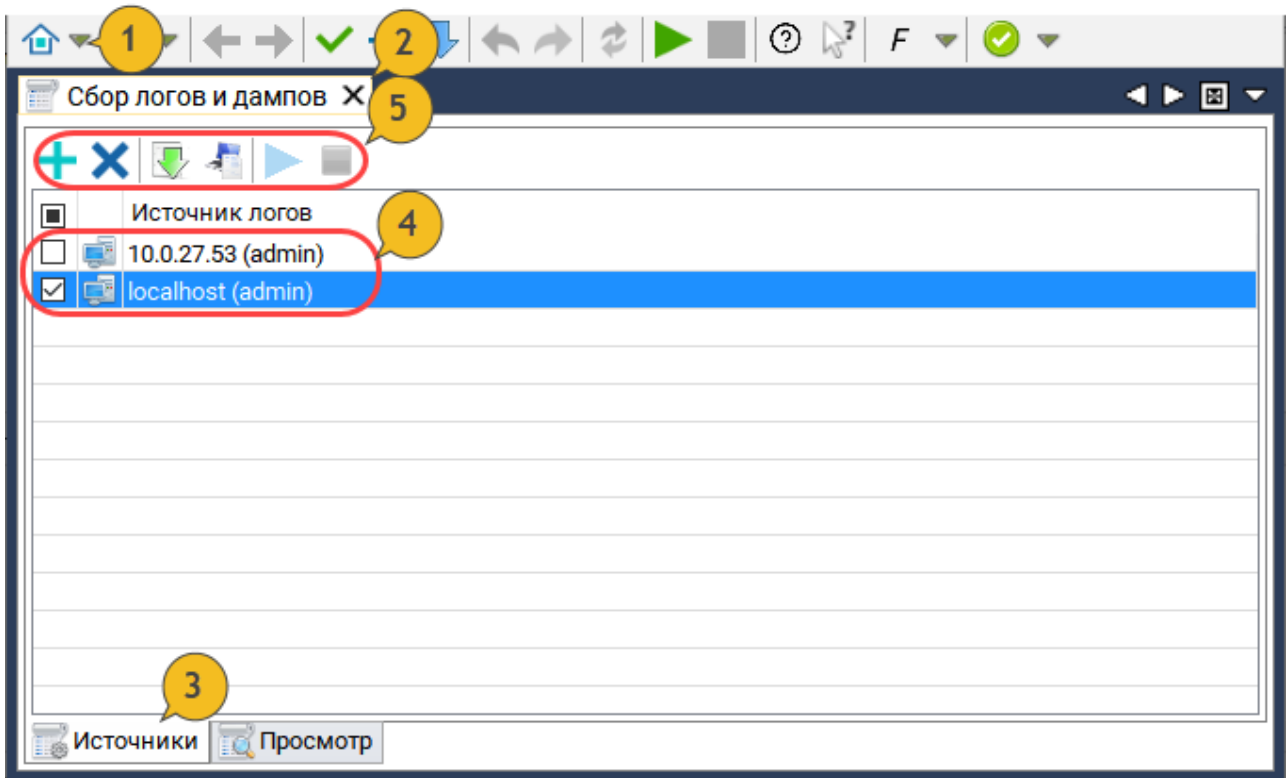 1
2
? ? F
Сбор логов и дампов
5
Источник логов
4
10.0.27.53 (admin)
localhost (admin)
3
Источники Просмотр